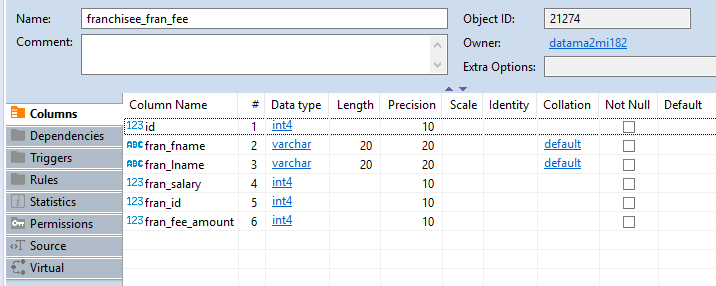 Name: franchisee_fran_fee Object ID: 21274
Comment: Owner: datama2mi182
Extra Options:
Columns
Dependencies
Triggers
Rules
Statistics
Permissions
Source
Virtual
Column Name # Data type Length Precision Scale Identity Collation Not Null Default
123 id 1 int4 10
ABC fran_fname 2 varchar 20 20 default
ABC fran_lname 3 varchar 20 20 default
123 fran_salary 4 int4 10
123 fran_id 5 int4 10
123 fran_fee_amount 6 int4 10